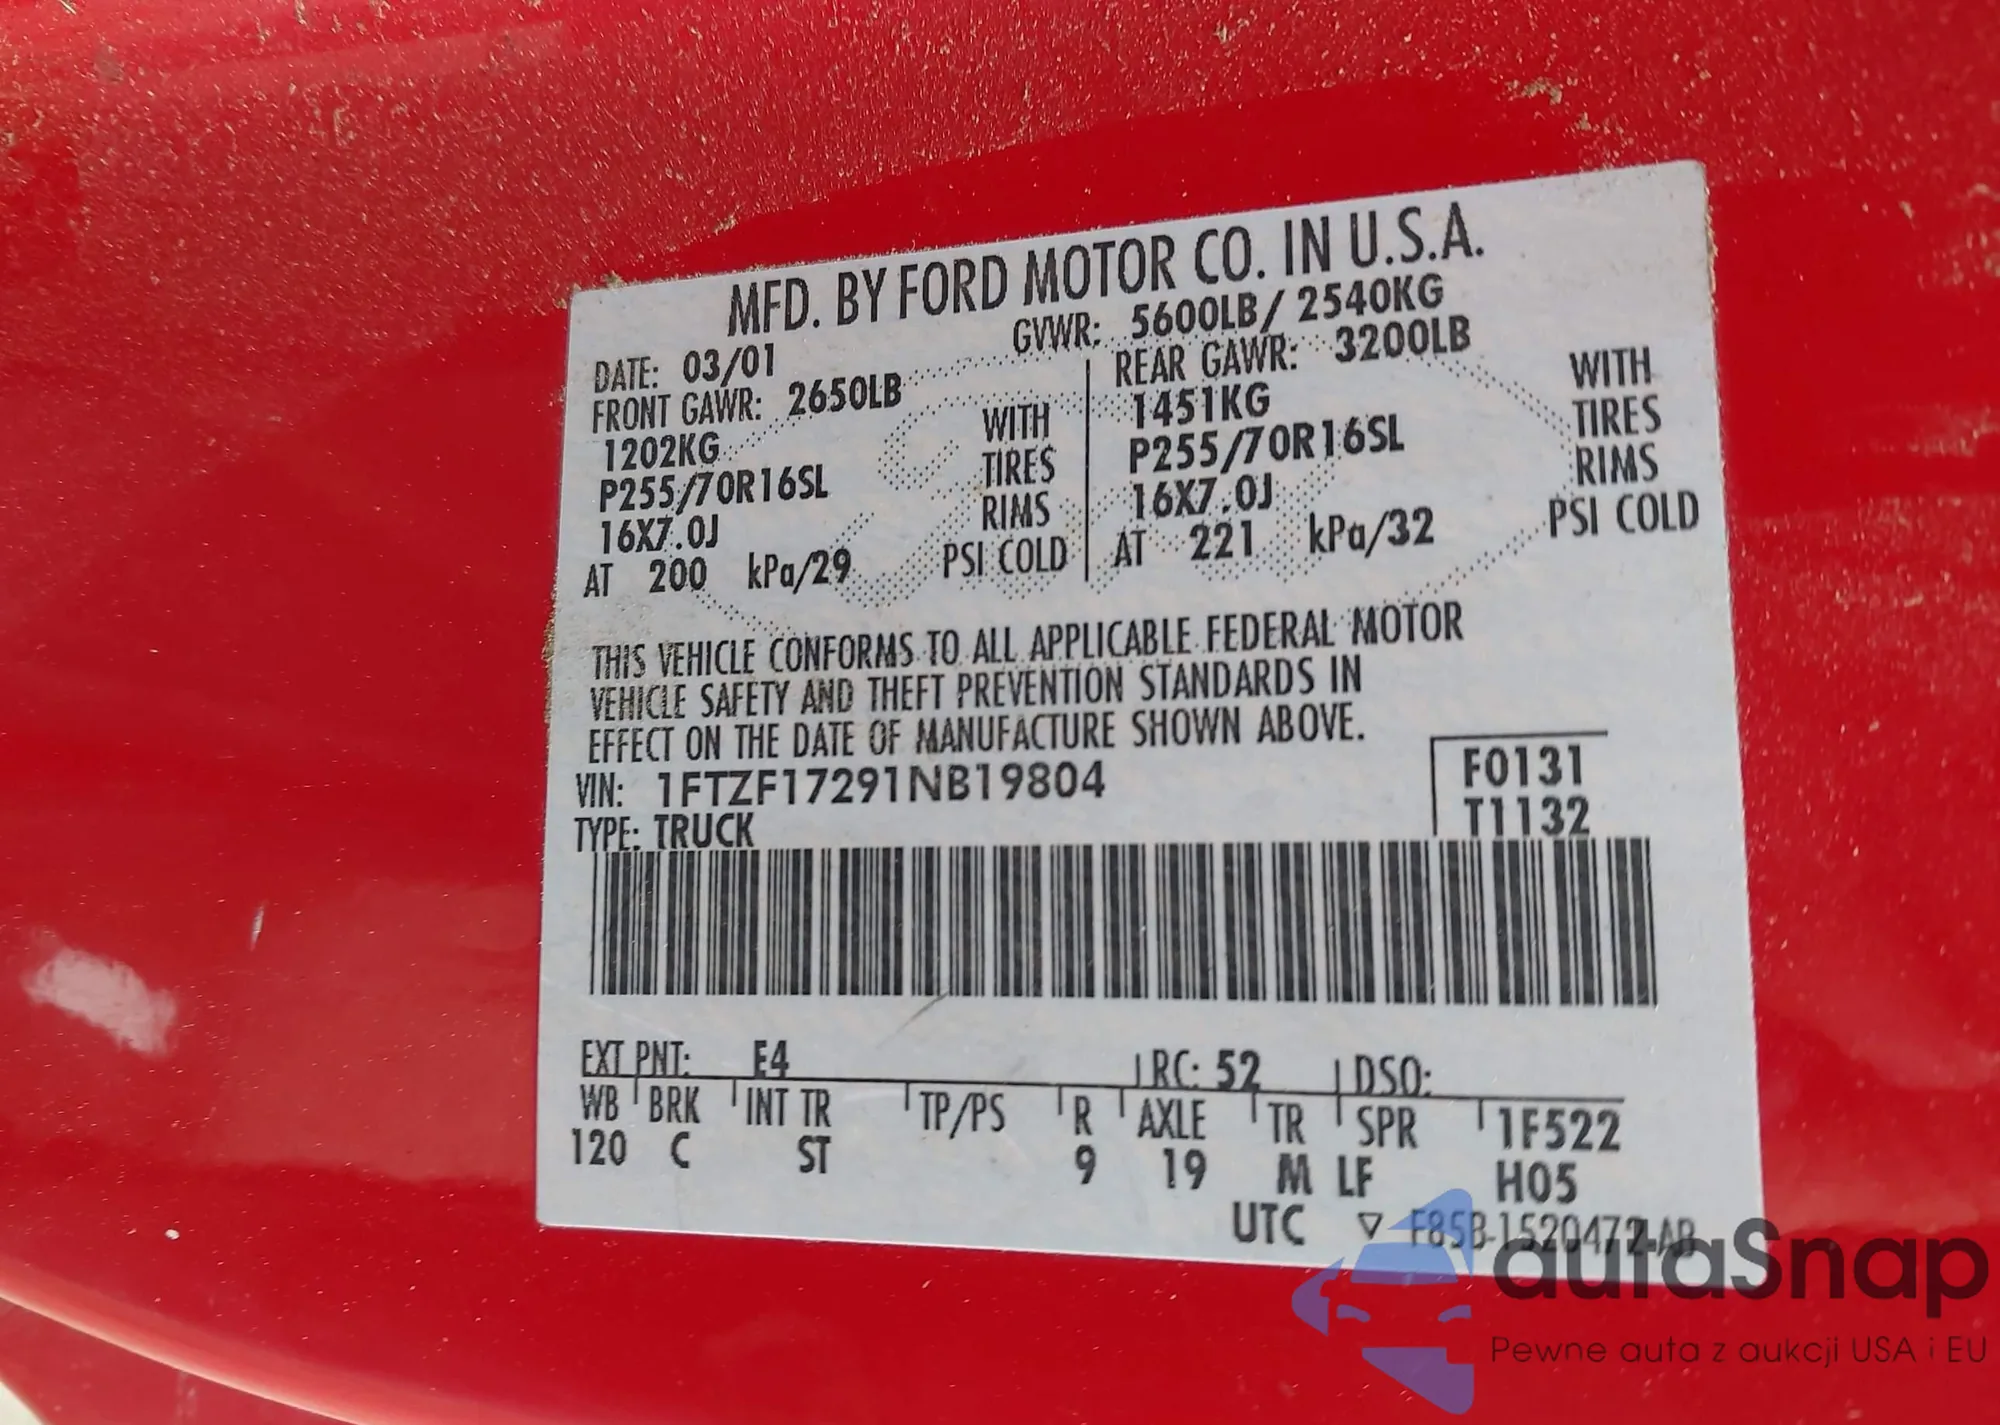 MFD. BY FORD MOTOR CO. IN U.S.A.
DATE: 03/01 GVWR: 5600LB/ 2540KG
FRONT GAWR: 2650LB REAR GAWR: 3200LB
1202KG WITH 1451KG WITH
P255/70R16SL TIRES P255/70R16SL TIRES
16X7.0J RIMS 16X7.0J RIMS
AT 200 kPa/29 PSI COLD AT 221 kPa/32 PSI COLD
THIS VEHICLE CONFORMS TO ALL APPLICABLE FEDERAL MOTOR
VEHICLE SAFETY AND THEFT PREVENTION STANDARDS IN
EFFECT ON THE DATE OF MANUFACTURE SHOWN ABOVE.
VIN: 1FTZF17291NB19804 F0131
TYPE: TRUCK T1132
EXT PNT: E4 RC: 52 DSO:
WB BRK INT TR TP/PS R AXLE TR SPR 1F522
120 C ST 9 19 M LF H05
UTC ▽ F85B-1520472-AB
autaSnap
Pewne auta z aukcji USA i EU